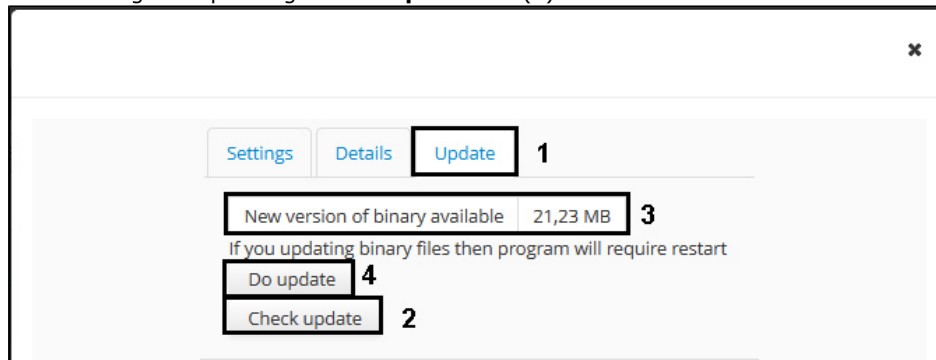 Settings Details Update 1
New version of binary available 21,23 MB 3
If you updating binary files then program will require restart
Do update 4
Check update 2